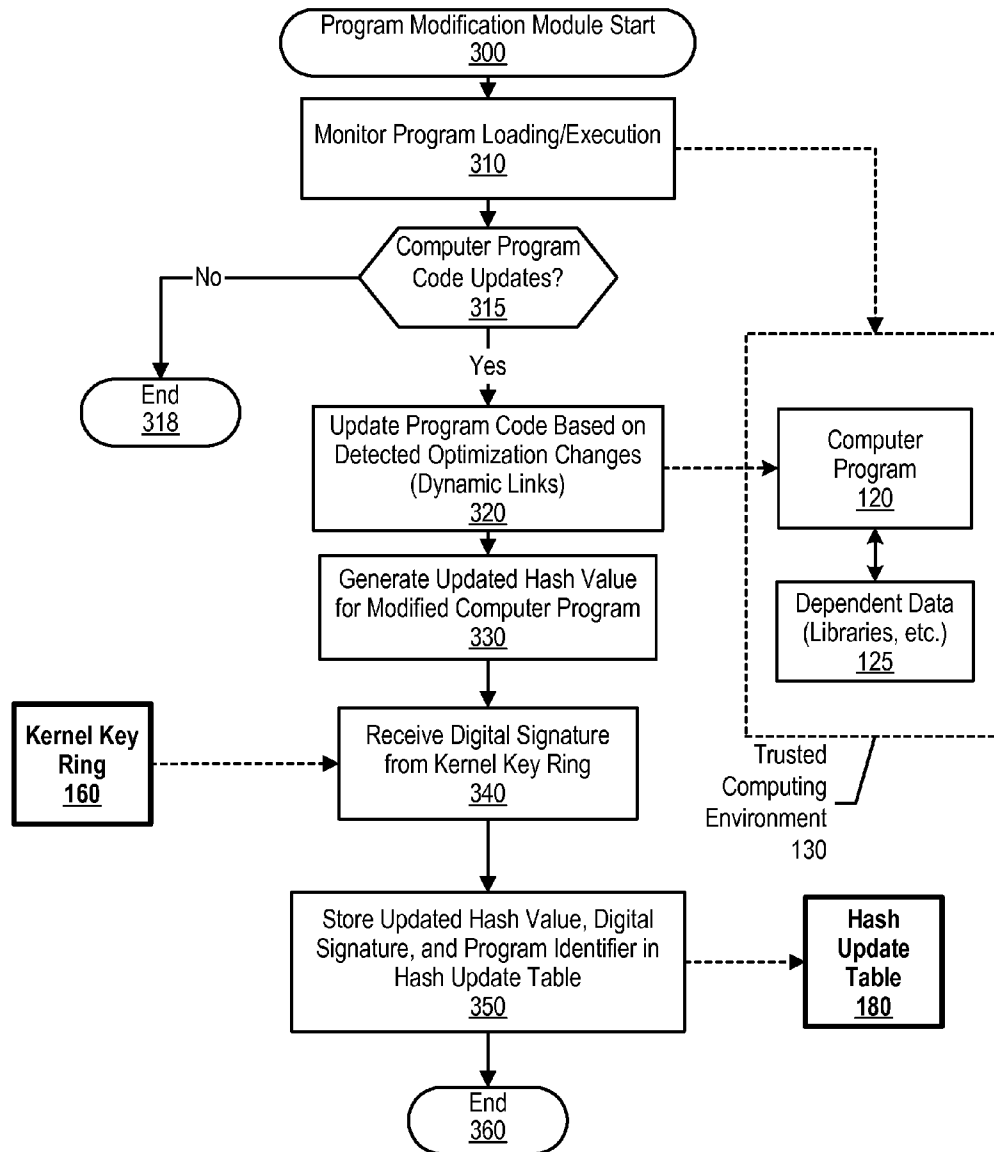 Program Modification Module Start
300
Monitor Program Loading/Execution
310
Computer Program
Code Updates?
315
No
Yes
End
318
Update Program Code Based on
Detected Optimization Changes
(Dynamic Links)
320
Computer
Program
120
Generate Updated Hash Value
for Modified Computer Program
330
Dependent Data
(Libraries, etc.)
125
Kernel Key
Ring
160
Receive Digital Signature
from Kernel Key Ring
340
Trusted
Computing
Environment
130
Store Updated Hash Value, Digital
Signature, and Program Identifier in
Hash Update Table
350
Hash
Update
Table
180
End
360